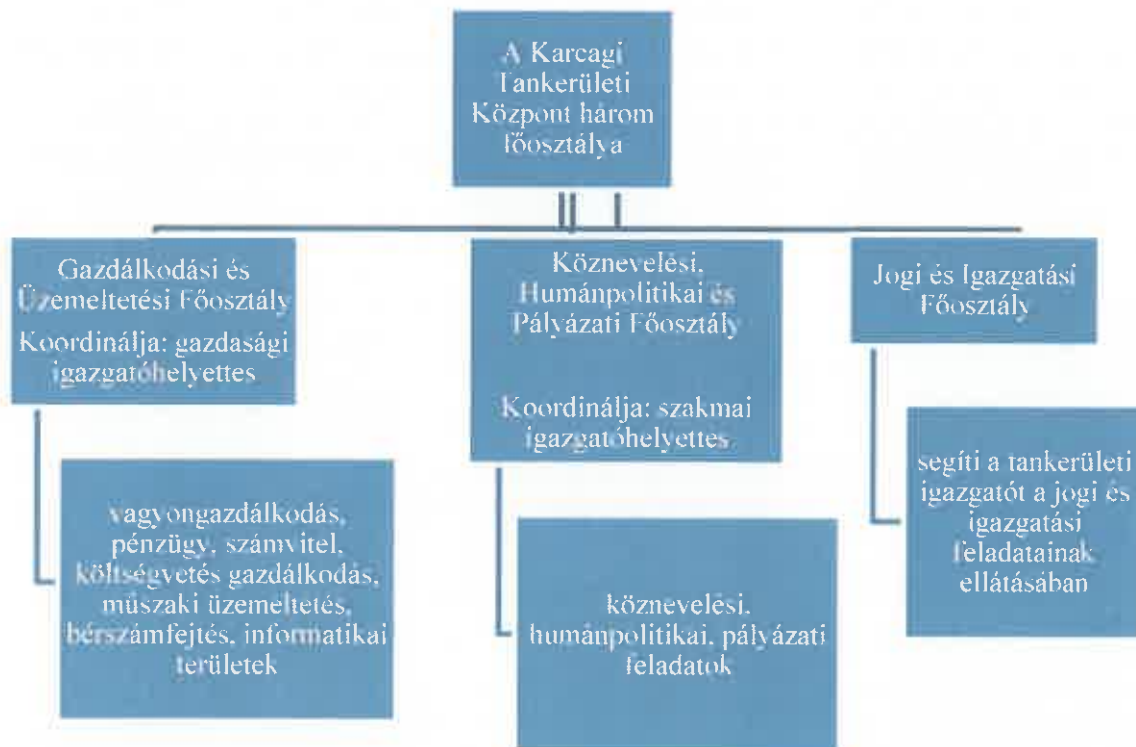 A Karcagi
Tankerületi
Központ három
főosztálya
Gazdálkodási és
Üzemeltetési Főosztály
Koordinálja: gazdasági
igazgatóhelyettes
Köznevelési,
Humánpolitikai és
Pályázati Főosztály
Koordinálja: szakmai
igazgatóhelyettes
Jogi és Igazgatási
Főosztály
vagyongazdálkodás,
pénzügy, számvitel,
költségvetés gazdálkodás,
műszaki üzemeltetés,
bérszámfejtés, informatikai
területek
köznevelési,
humánpolitikai, pályázati
feladatok
segíti a tankerületi
igazgatót a jogi és
igazgatási
feladatainak
ellátásában